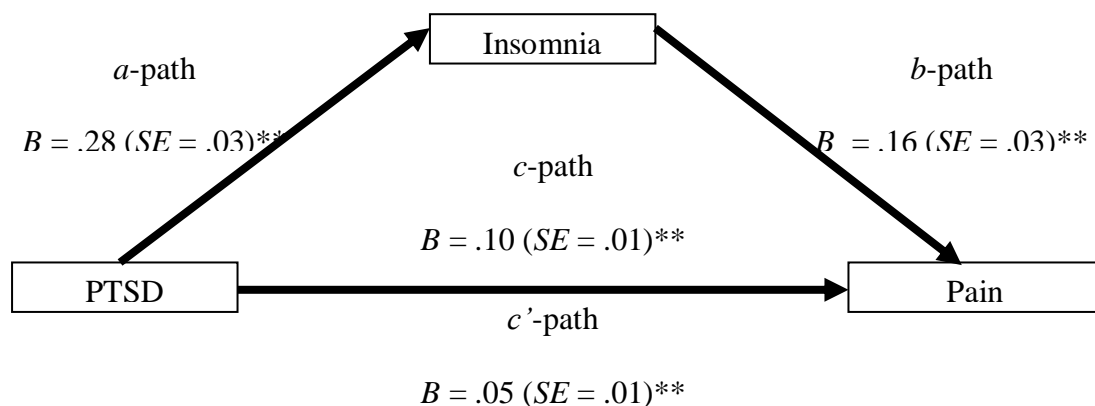 Insomnia
a-path
b-path
B = .28 (SE = .03)**
B = .16 (SE = .03)**
c-path
B = .10 (SE = .01)**
PTSD
Pain
c’-path
B = .05 (SE = .01)**